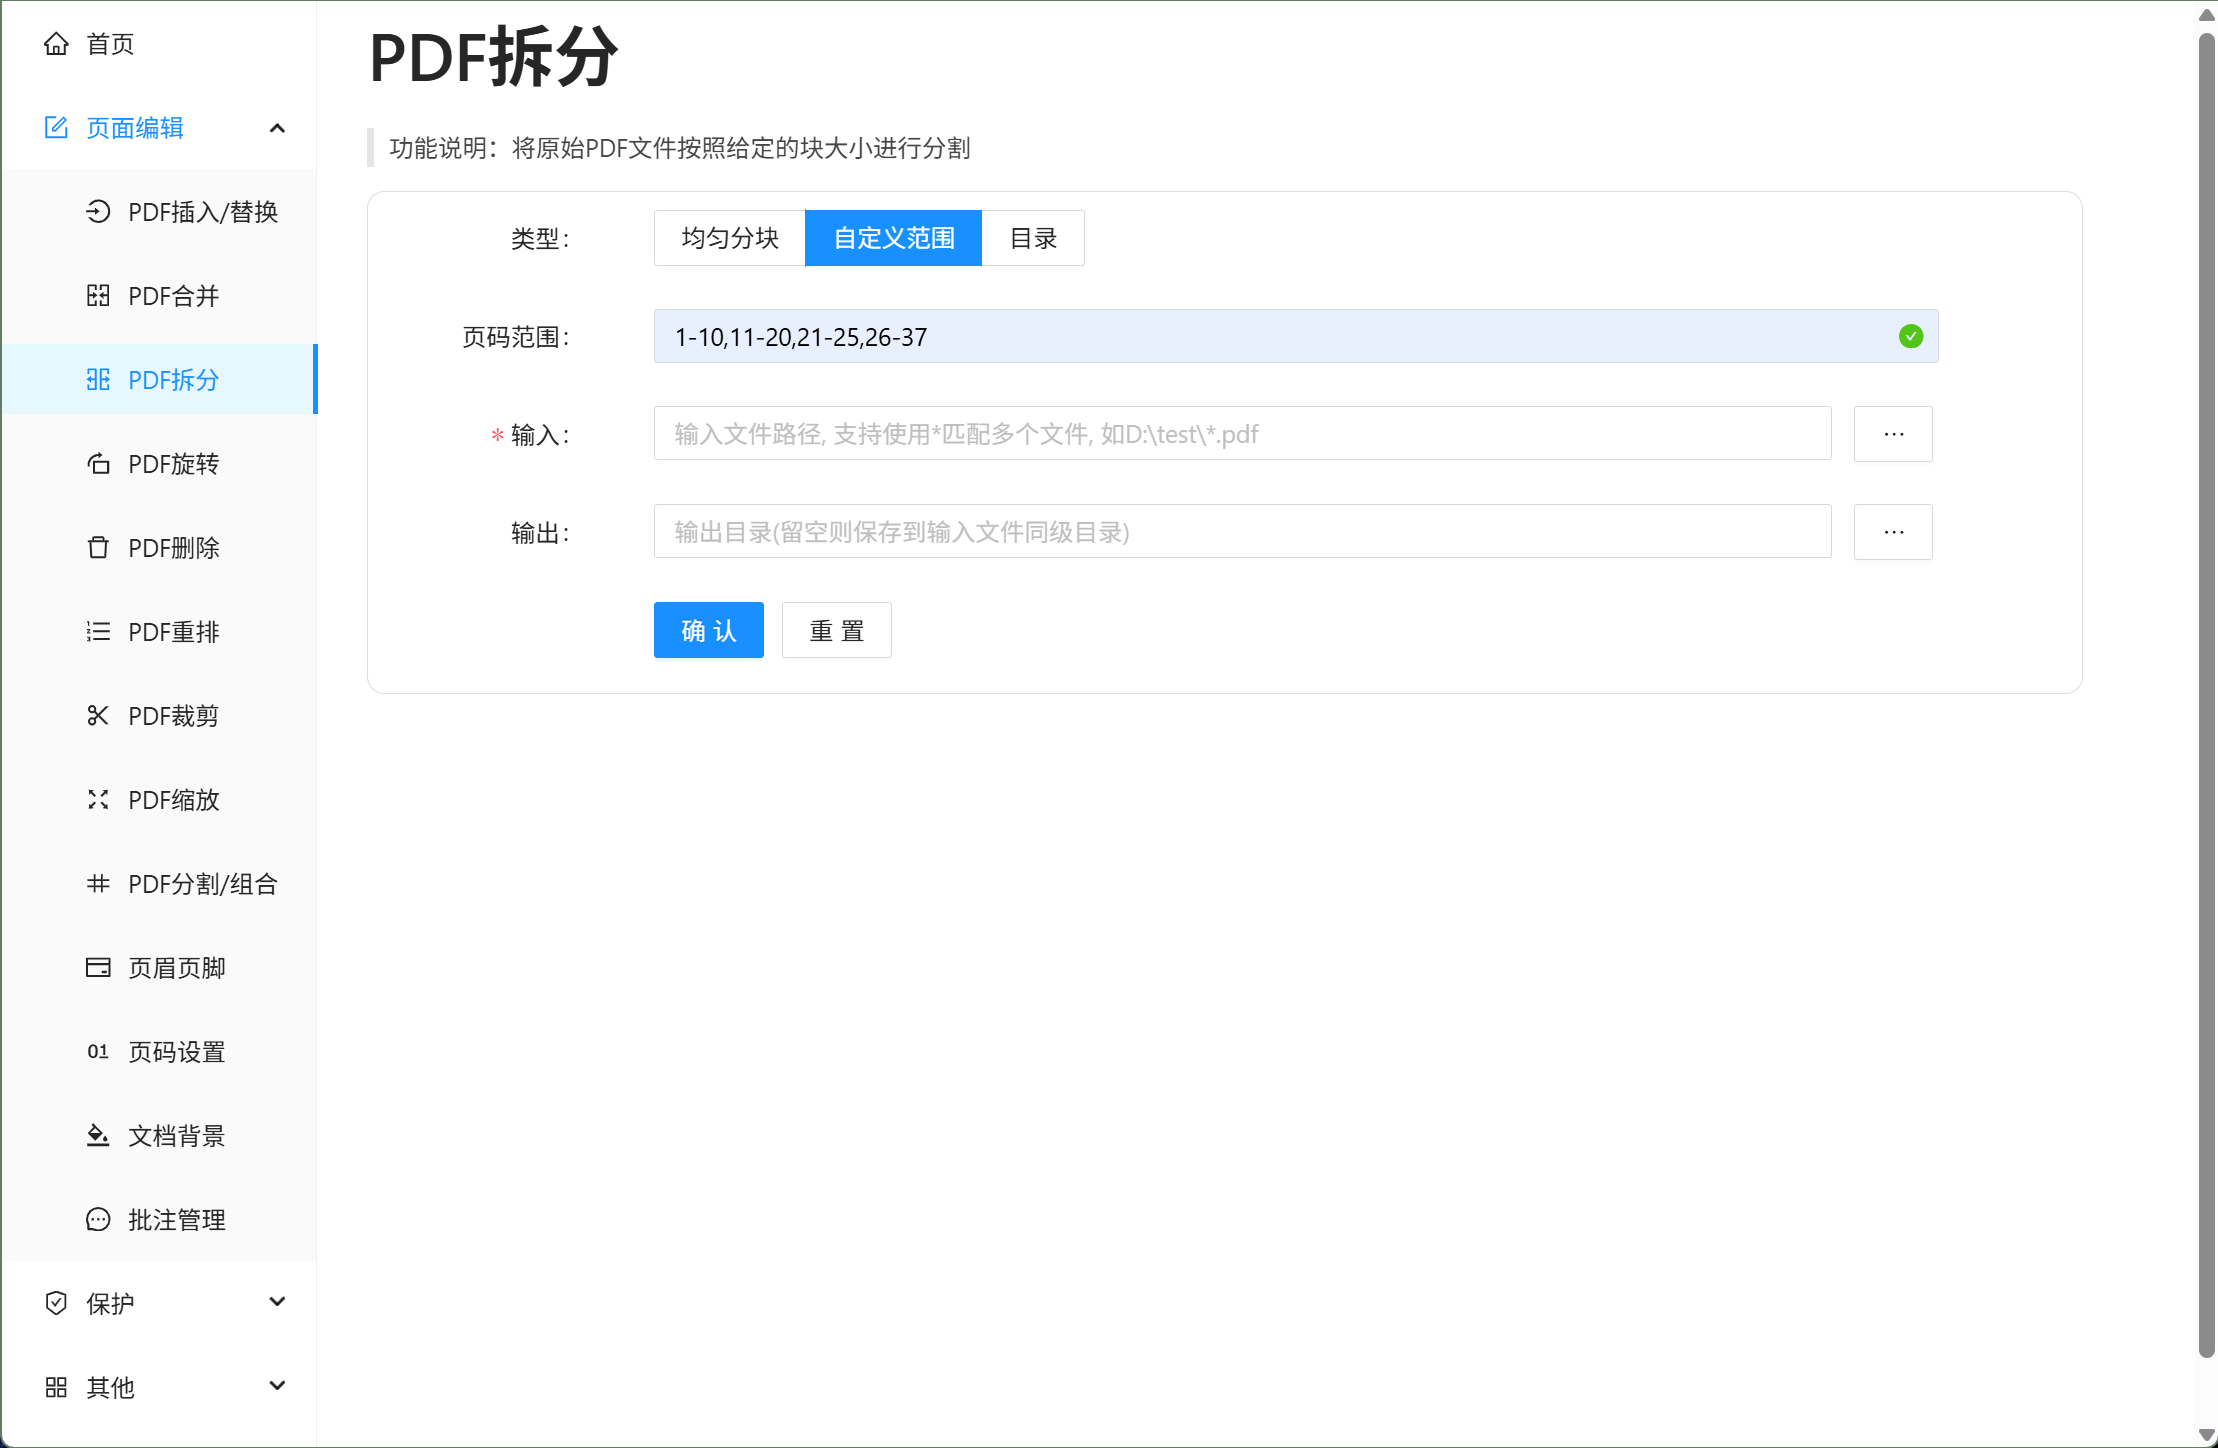 首页
页面编辑
PDF插入/替换
PDF合并
PDF拆分
PDF旋转
PDF删除
PDF重排
PDF裁剪
PDF缩放
PDF分割/组合
页眉页脚
01 页码设置
文档背景
批注管理
保护
其他
PDF拆分
功能说明：将原始PDF文件按照给定的块大小进行分割
类型： 均匀分块 自定义范围 目录
页码范围： 1-10,11-20,21-25,26-37
* 输入： 输入文件路径, 支持使用*匹配多个文件, 如D:\test\*.pdf ...
输出： 输出目录(留空则保存到输入文件同级目录) ...
确 认 重 置